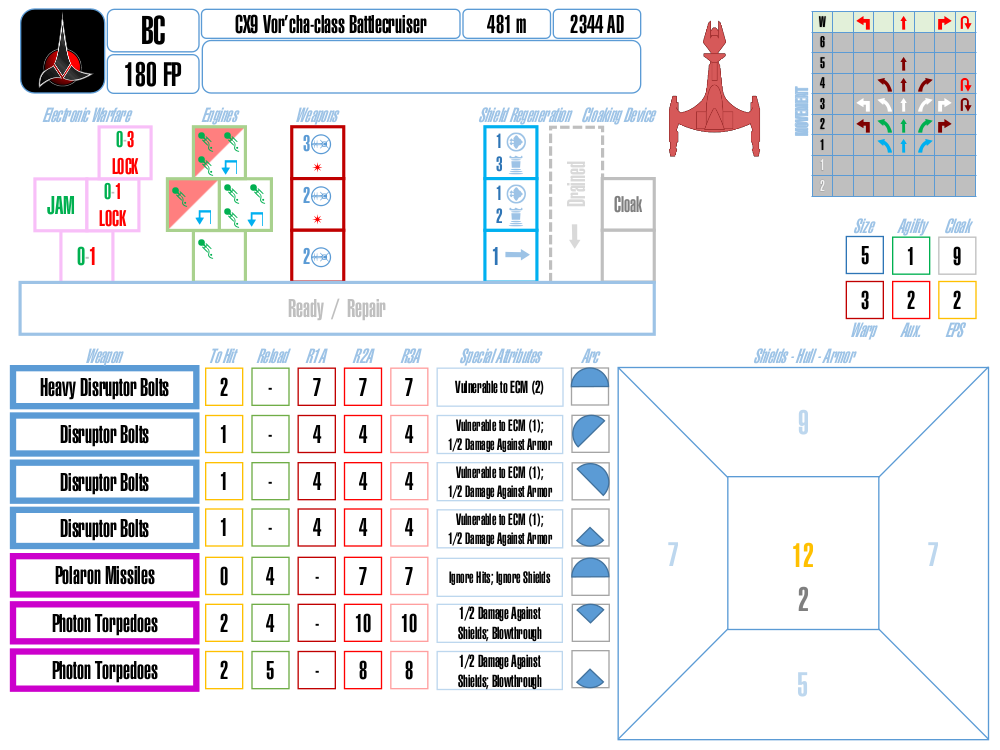 BC
CX9 Vor'cha-class Battlecruiser
481 m
2344 AD
180 FP
Electronic Warfare
Engines
Weapons
Shield Regeneration
Cloaking Device
0-3
LOCK
JAM
0-1
LOCK
0-1
3
2
2
1
3
1
2
1
Drained
Cloak
Ready / Repair
MOVEMENT
W
6
5
4
3
2
1
1
2
Size
Agility
Cloak
5
1
9
3
2
2
Warp
Aux.
EPS
Weapon To Hit Reload R1A R2A R3A Special Attributes Arc
Heavy Disruptor Bolts 2 - 7 7 7 Vulnerable to ECM (2)
Disruptor Bolts 1 - 4 4 4 Vulnerable to ECM (1);
1/2 Damage Against Armor
Disruptor Bolts 1 - 4 4 4 Vulnerable to ECM (1);
1/2 Damage Against Armor
Disruptor Bolts 1 - 4 4 4 Vulnerable to ECM (1);
1/2 Damage Against Armor
Polaron Missiles 0 4 - 7 7 Ignore Hits; Ignore Shields
Photon Torpedoes 2 4 - 10 10 1/2 Damage Against
Shields; Blowthrough
Photon Torpedoes 2 5 - 8 8 1/2 Damage Against
Shields; Blowthrough
Shields - Hull - Armor
9
7
12
7
2
5